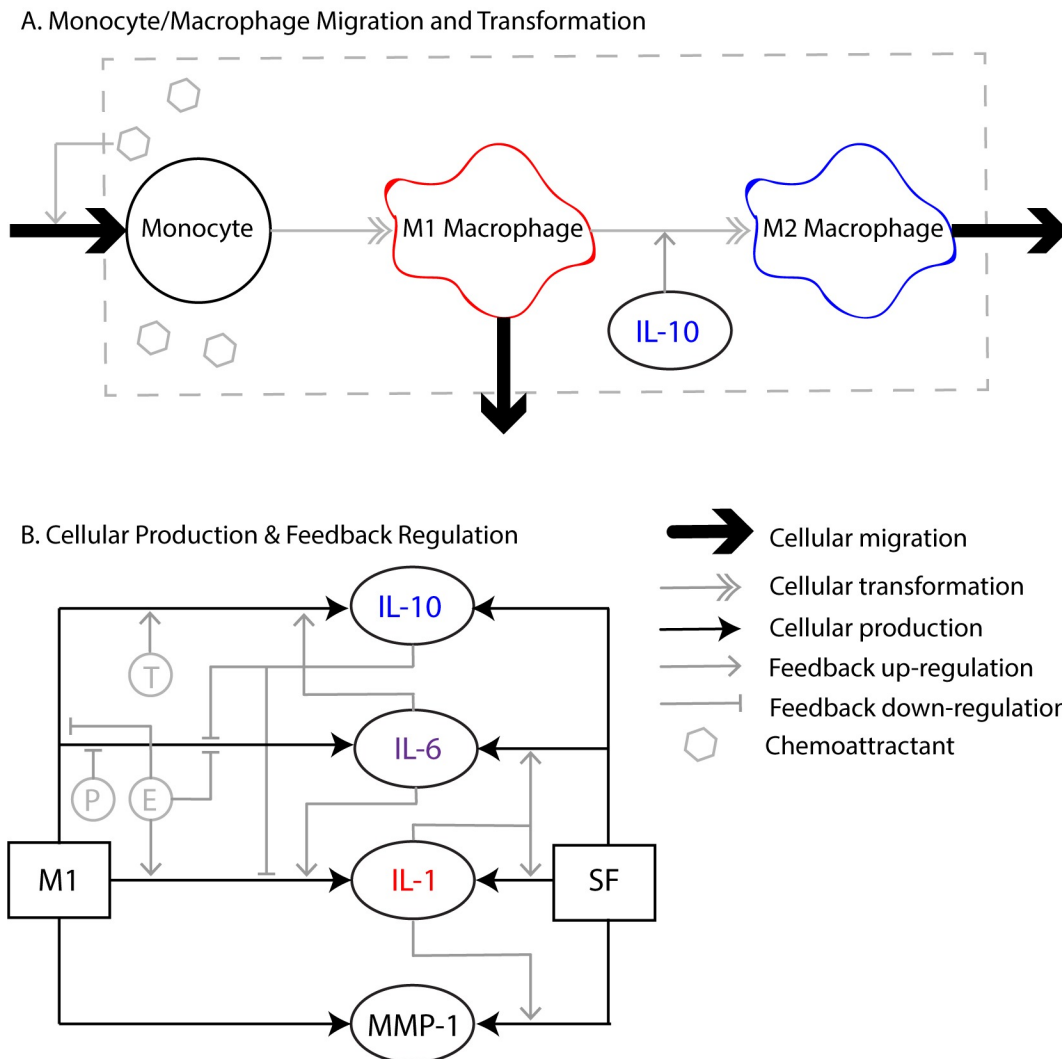 A. Monocyte/Macrophage Migration and Transformation
Monocyte
M1 Macrophage
M2 Macrophage
IL-10
B. Cellular Production & Feedback Regulation
Cellular migration
Cellular transformation
Cellular production
Feedback up-regulation
Feedback down-regulation
Chemoattractant
IL-10
T
IL-6
P
E
M1
IL-1
SF
MMP-1